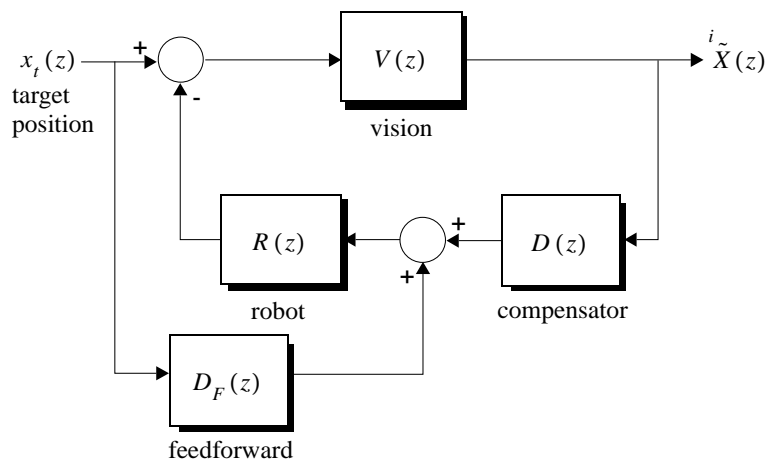 x_t(z)
target
position
+
-
V(z)
vision
^i X̃(z)
R(z)
robot
+
+
D(z)
compensator
D_F(z)
feedforward